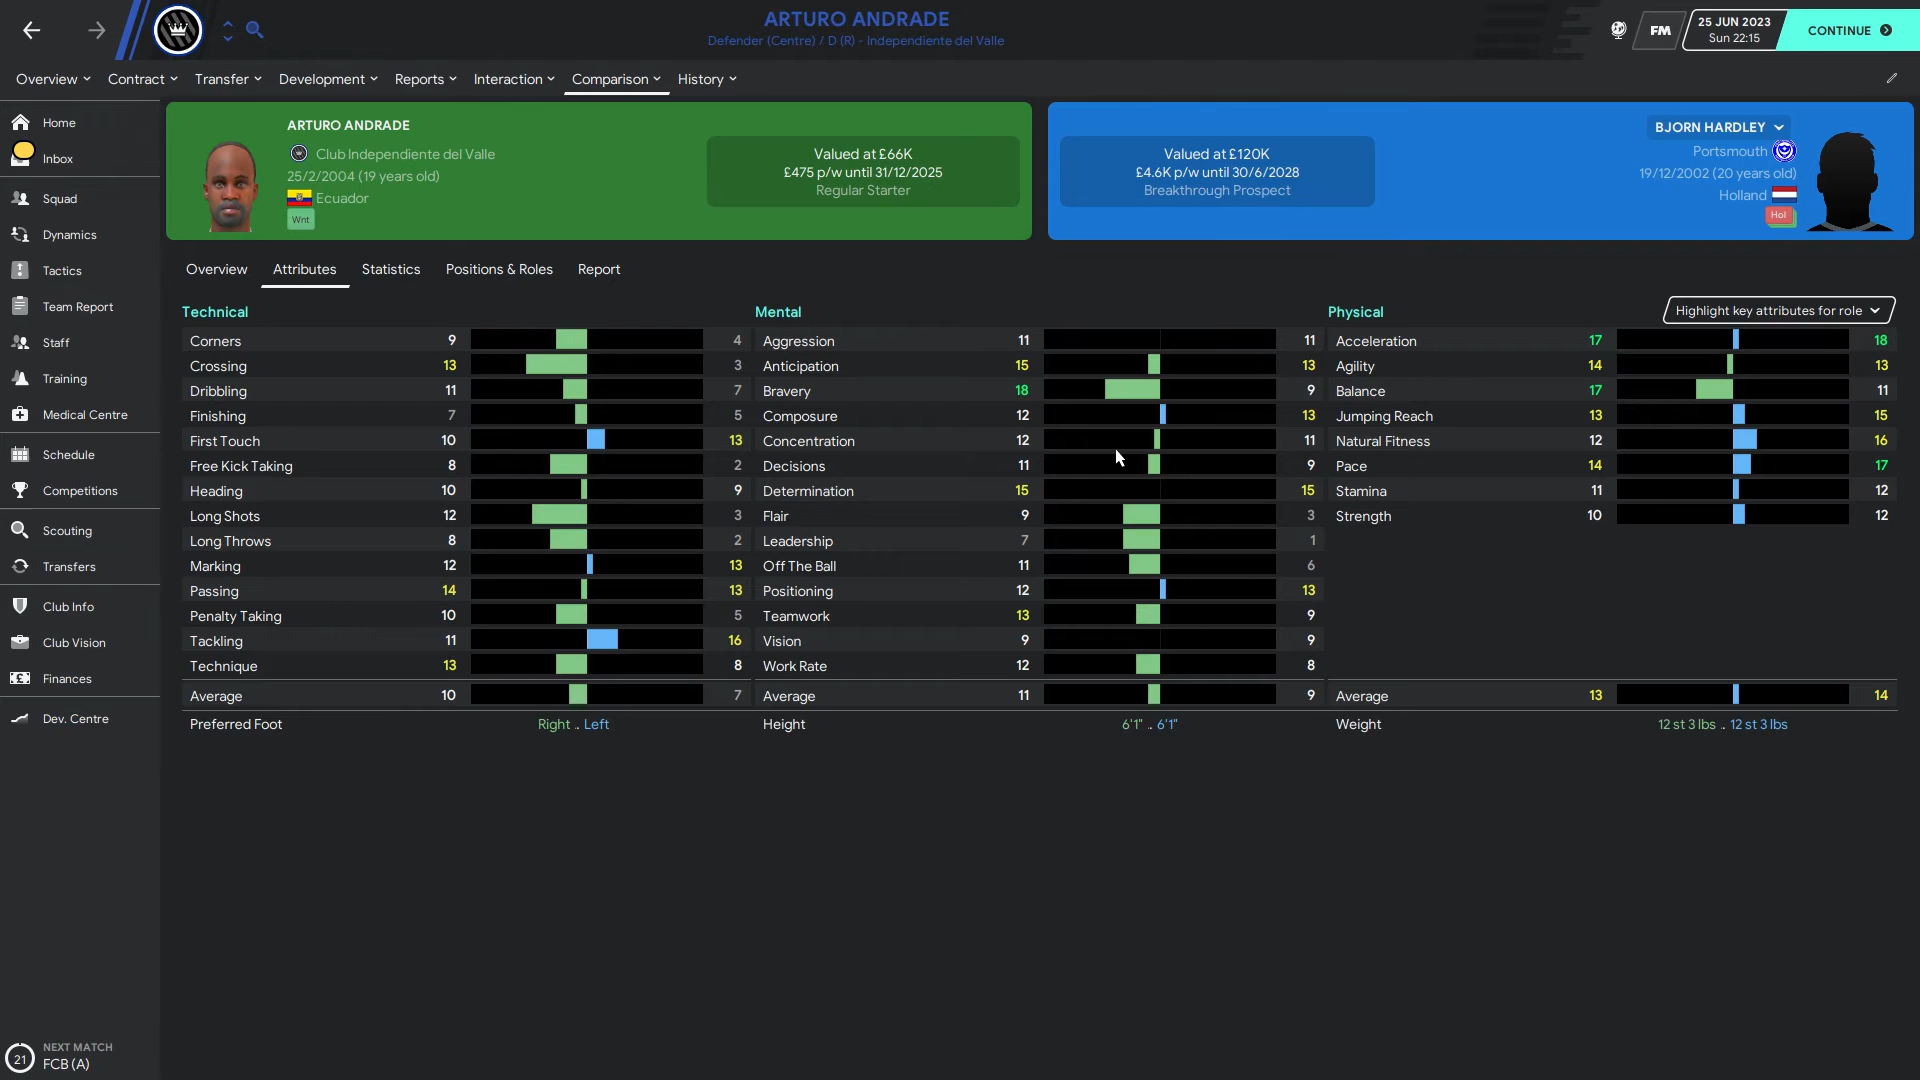 ARTURO ANDRADE
Defender (Centre) / D (R) - Independiente del Valle
FM
25 JUN 2023
Sun 22:15
CONTINUE
Overview
Contract
Transfer
Development
Reports
Interaction
Comparison
History
Home
Inbox
Squad
Dynamics
Tactics
Team Report
Staff
Training
Medical Centre
Schedule
Competitions
Scouting
Transfers
Club Info
Club Vision
Finances
Dev. Centre
21
NEXT MATCH
FCB (A)
ARTURO ANDRADE
Club Independiente del Valle
25/2/2004 (19 years old)
Ecuador
Wnt
Valued at £66K
£475 p/w until 31/12/2025
Regular Starter
Valued at £120K
£4.6K p/w until 30/6/2028
Breakthrough Prospect
BJORN HARDLEY
Portsmouth
19/12/2002 (20 years old)
Holland
Hol
Overview Attributes Statistics Positions & Roles Report
Highlight key attributes for role
Technical
Corners 9 4
Crossing 13 3
Dribbling 11 7
Finishing 7 5
First Touch 10 13
Free Kick Taking 8 2
Heading 10 9
Long Shots 12 3
Long Throws 8 2
Marking 12 13
Passing 14 13
Penalty Taking 10 5
Tackling 11 16
Technique 13 8
Average 10 7
Preferred Foot Right .. Left
Mental
Aggression 11 11
Anticipation 15 13
Bravery 18 9
Composure 12 13
Concentration 12 11
Decisions 11 9
Determination 15 15
Flair 9 3
Leadership 7 1
Off The Ball 11 6
Positioning 12 13
Teamwork 13 9
Vision 9 9
Work Rate 12 8
Average 11 9
Height 6'1" .. 6'1"
Physical
Acceleration 17 18
Agility 14 13
Balance 17 11
Jumping Reach 13 15
Natural Fitness 12 16
Pace 14 17
Stamina 11 12
Strength 10 12
Average 13 14
Weight 12 st 3 lbs .. 12 st 3 lbs